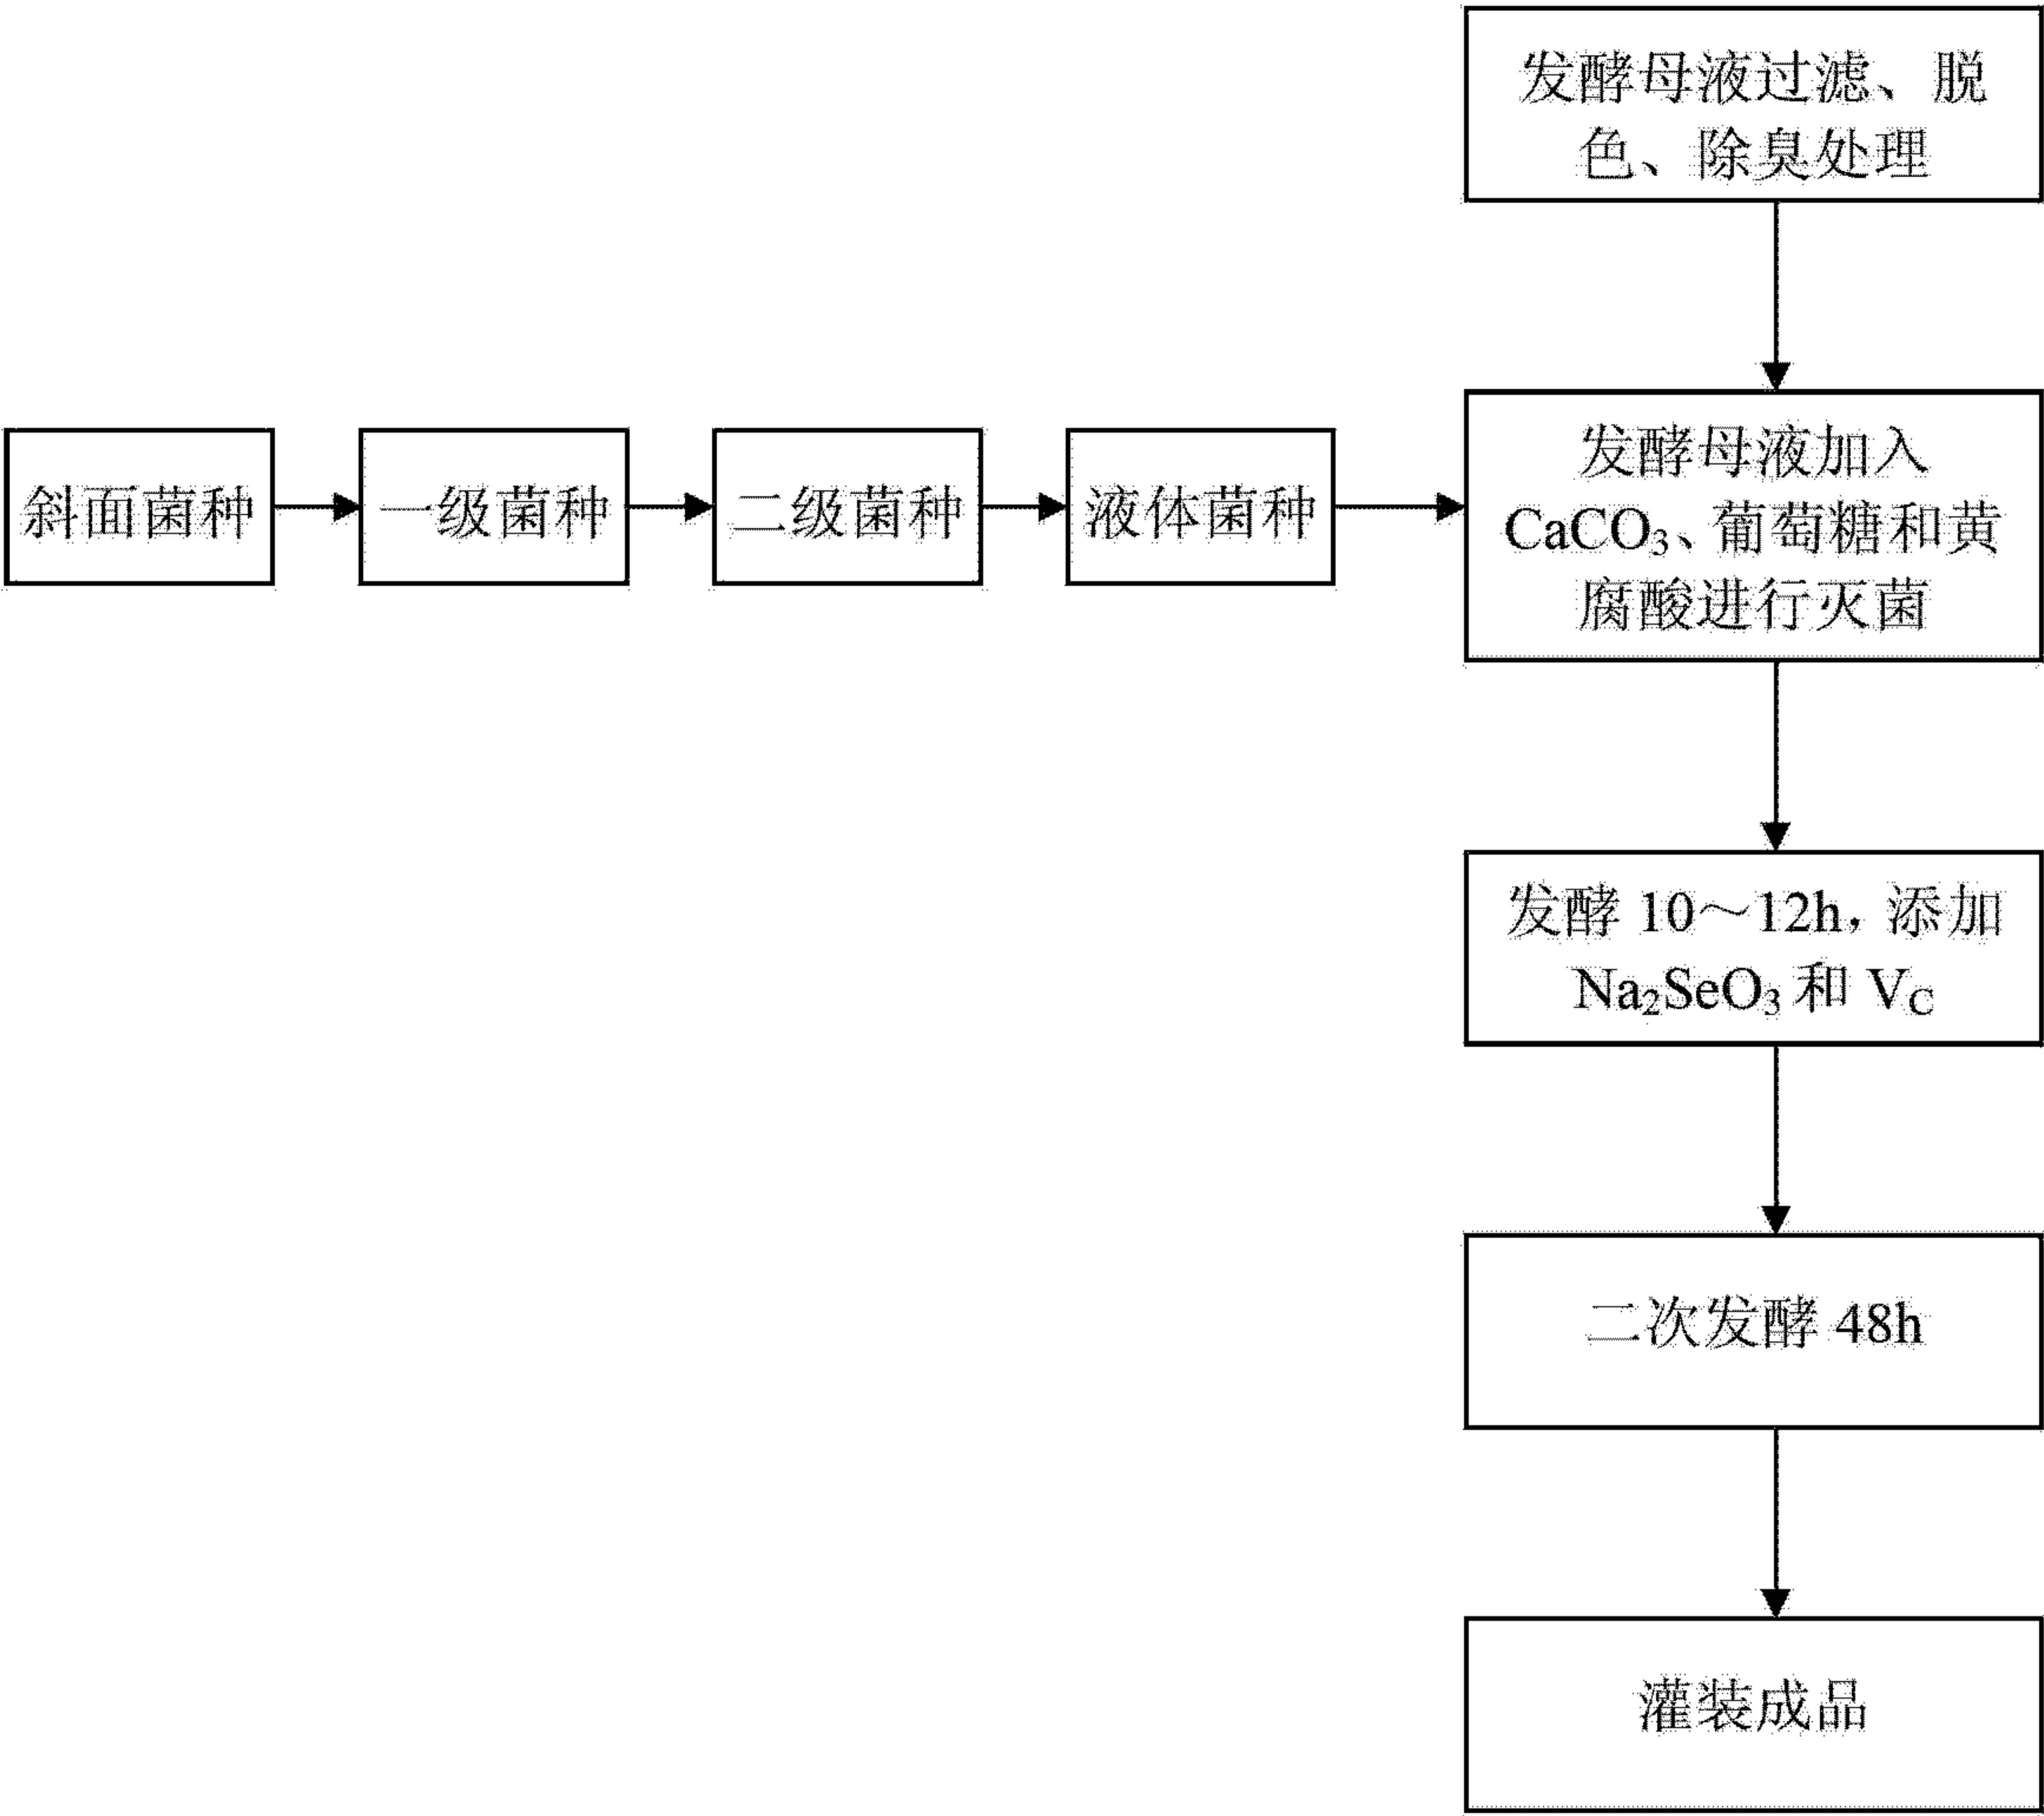 发酵母液过滤、脱
色、除臭处理
斜面菌种
一级菌种
二级菌种
液体菌种
发酵母液加入
CaCO₃、葡萄糖和黄
腐酸进行灭菌
发酵 10～12h，添加
Na₂SeO₃ 和 V_C
二次发酵 48h
灌装成品